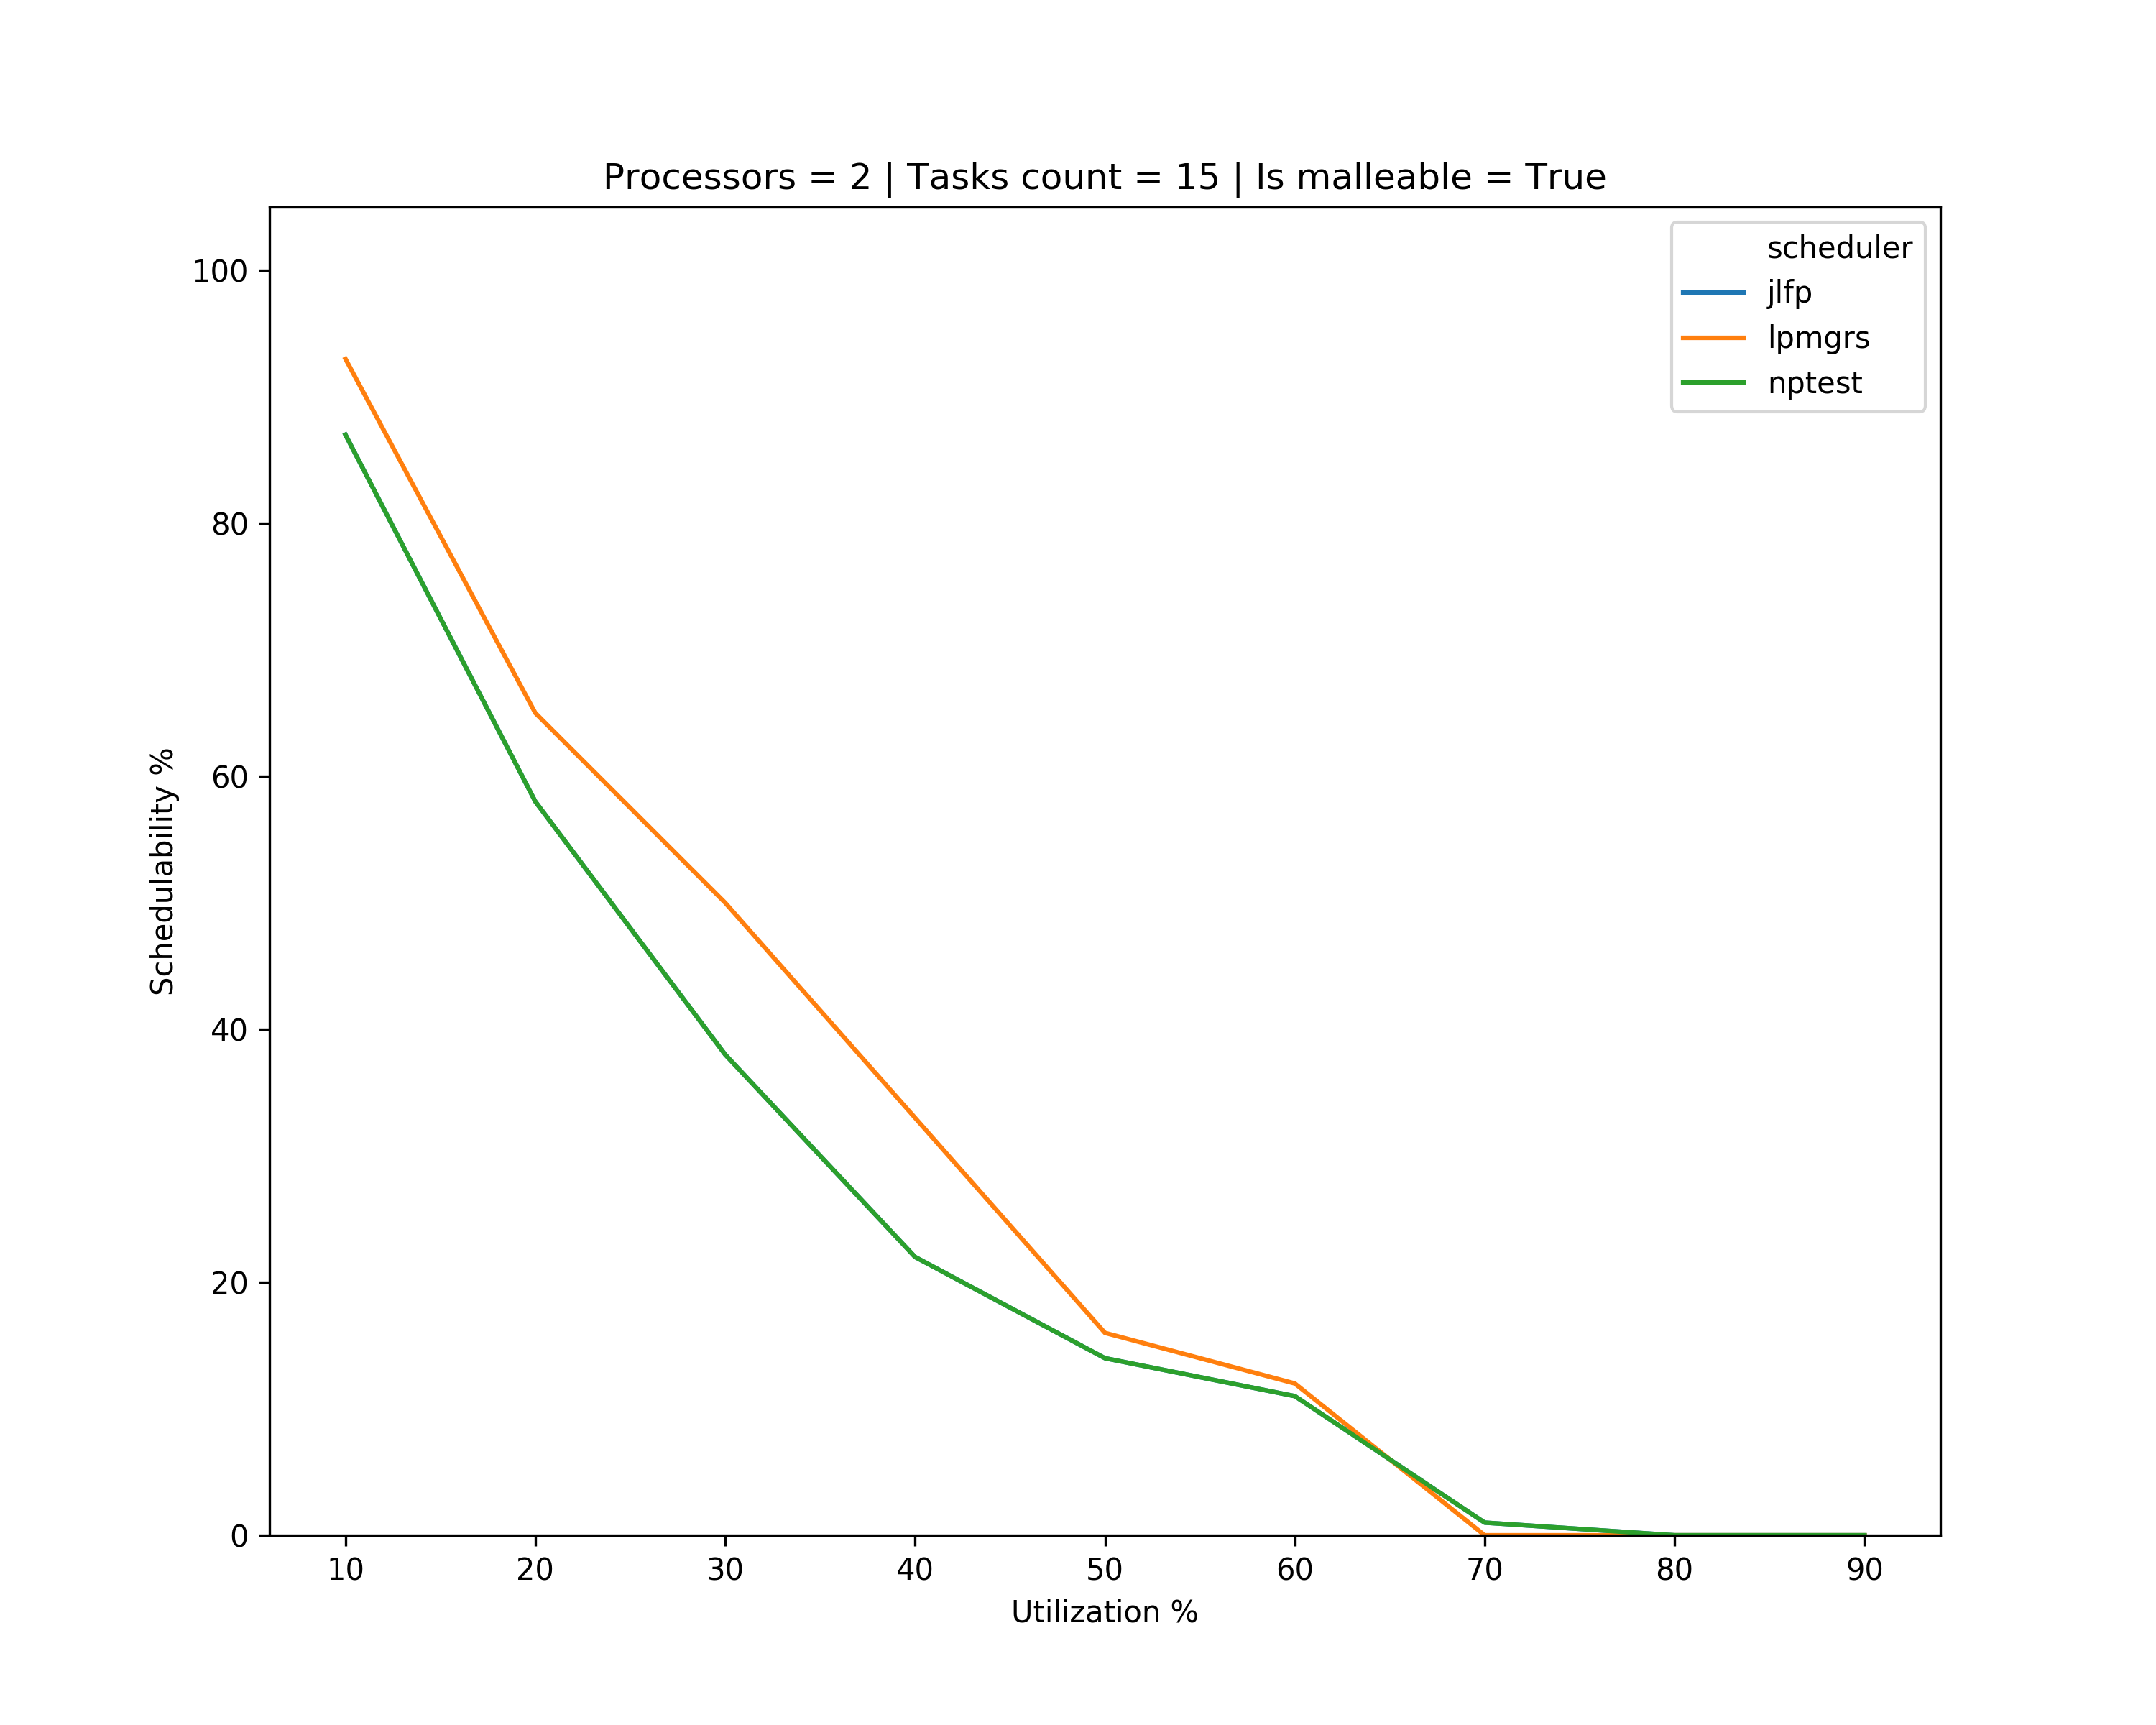 Processors = 2 | Tasks count = 15 | Is malleable = True
scheduler
jlfp
lpmgrs
nptest
100
80
60
40
20
0
Schedulability %
10 20 30 40 50 60 70 80 90
Utilization %